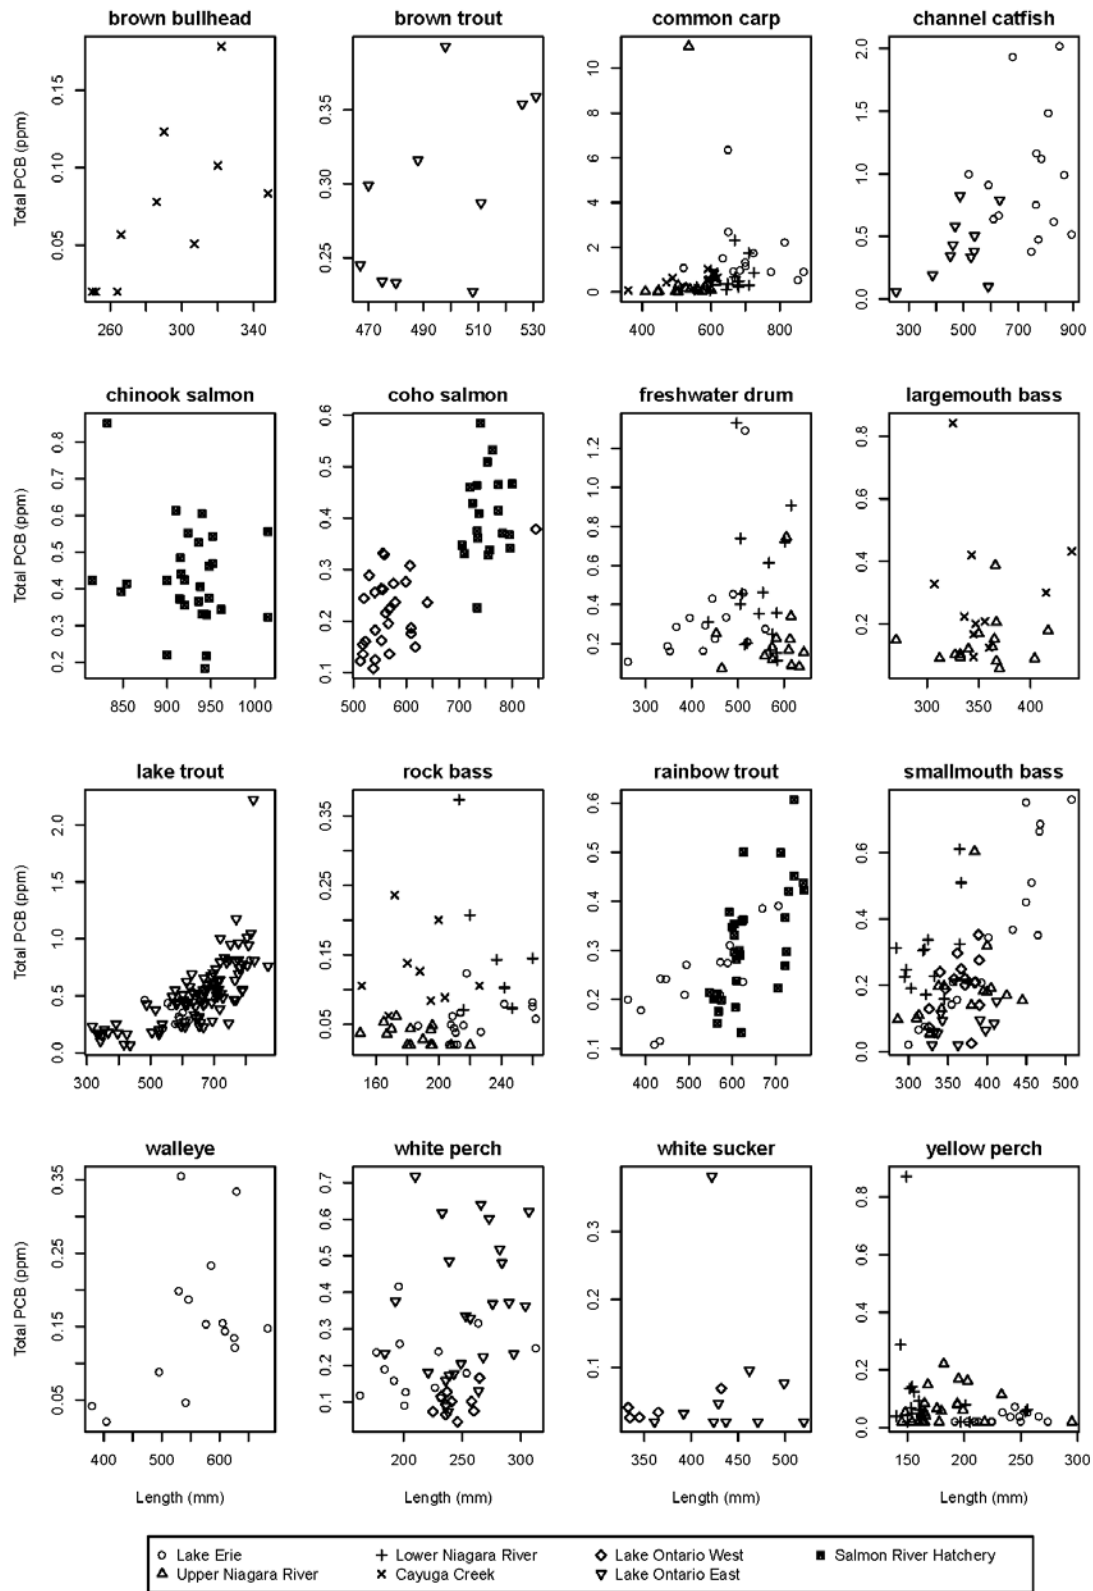 brown bullhead
brown trout
common carp
channel catfish
Total PCB (ppm)
0.05 0.10 0.15
260 300 340
0.25 0.30 0.35
470 490 510 530
0 2 4 6 8 10
400 600 800
0.0 0.5 1.0 1.5 2.0
300 500 700 900
chinook salmon
coho salmon
freshwater drum
largemouth bass
Total PCB (ppm)
0.2 0.3 0.4 0.5 0.6 0.7 0.8
850 900 950 1000
0.1 0.2 0.3 0.4 0.5 0.6
500 600 700 800
0.2 0.4 0.6 0.8 1.0 1.2
300 400 500 600
0.2 0.4 0.6 0.8
300 350 400
lake trout
rock bass
rainbow trout
smallmouth bass
Total PCB (ppm)
0.0 0.5 1.0 2.0
300 500 700
0.05 0.15 0.25 0.35
160 200 240
0.1 0.2 0.3 0.4 0.5 0.6
400 500 600 700
0.0 0.2 0.4 0.6
300 350 400 450 500
walleye
white perch
white sucker
yellow perch
Total PCB (ppm)
0.05 0.15 0.25 0.35
400 500 600
0.1 0.2 0.3 0.4 0.5 0.6 0.7
200 250 300
0.1 0.2 0.3
350 400 450 500
0.0 0.2 0.4 0.6 0.8
150 200 250 300
Length (mm)
Length (mm)
Length (mm)
Length (mm)
Lake Erie
Lower Niagara River
Lake Ontario West
Salmon River Hatchery
Upper Niagara River
Cayuga Creek
Lake Ontario East